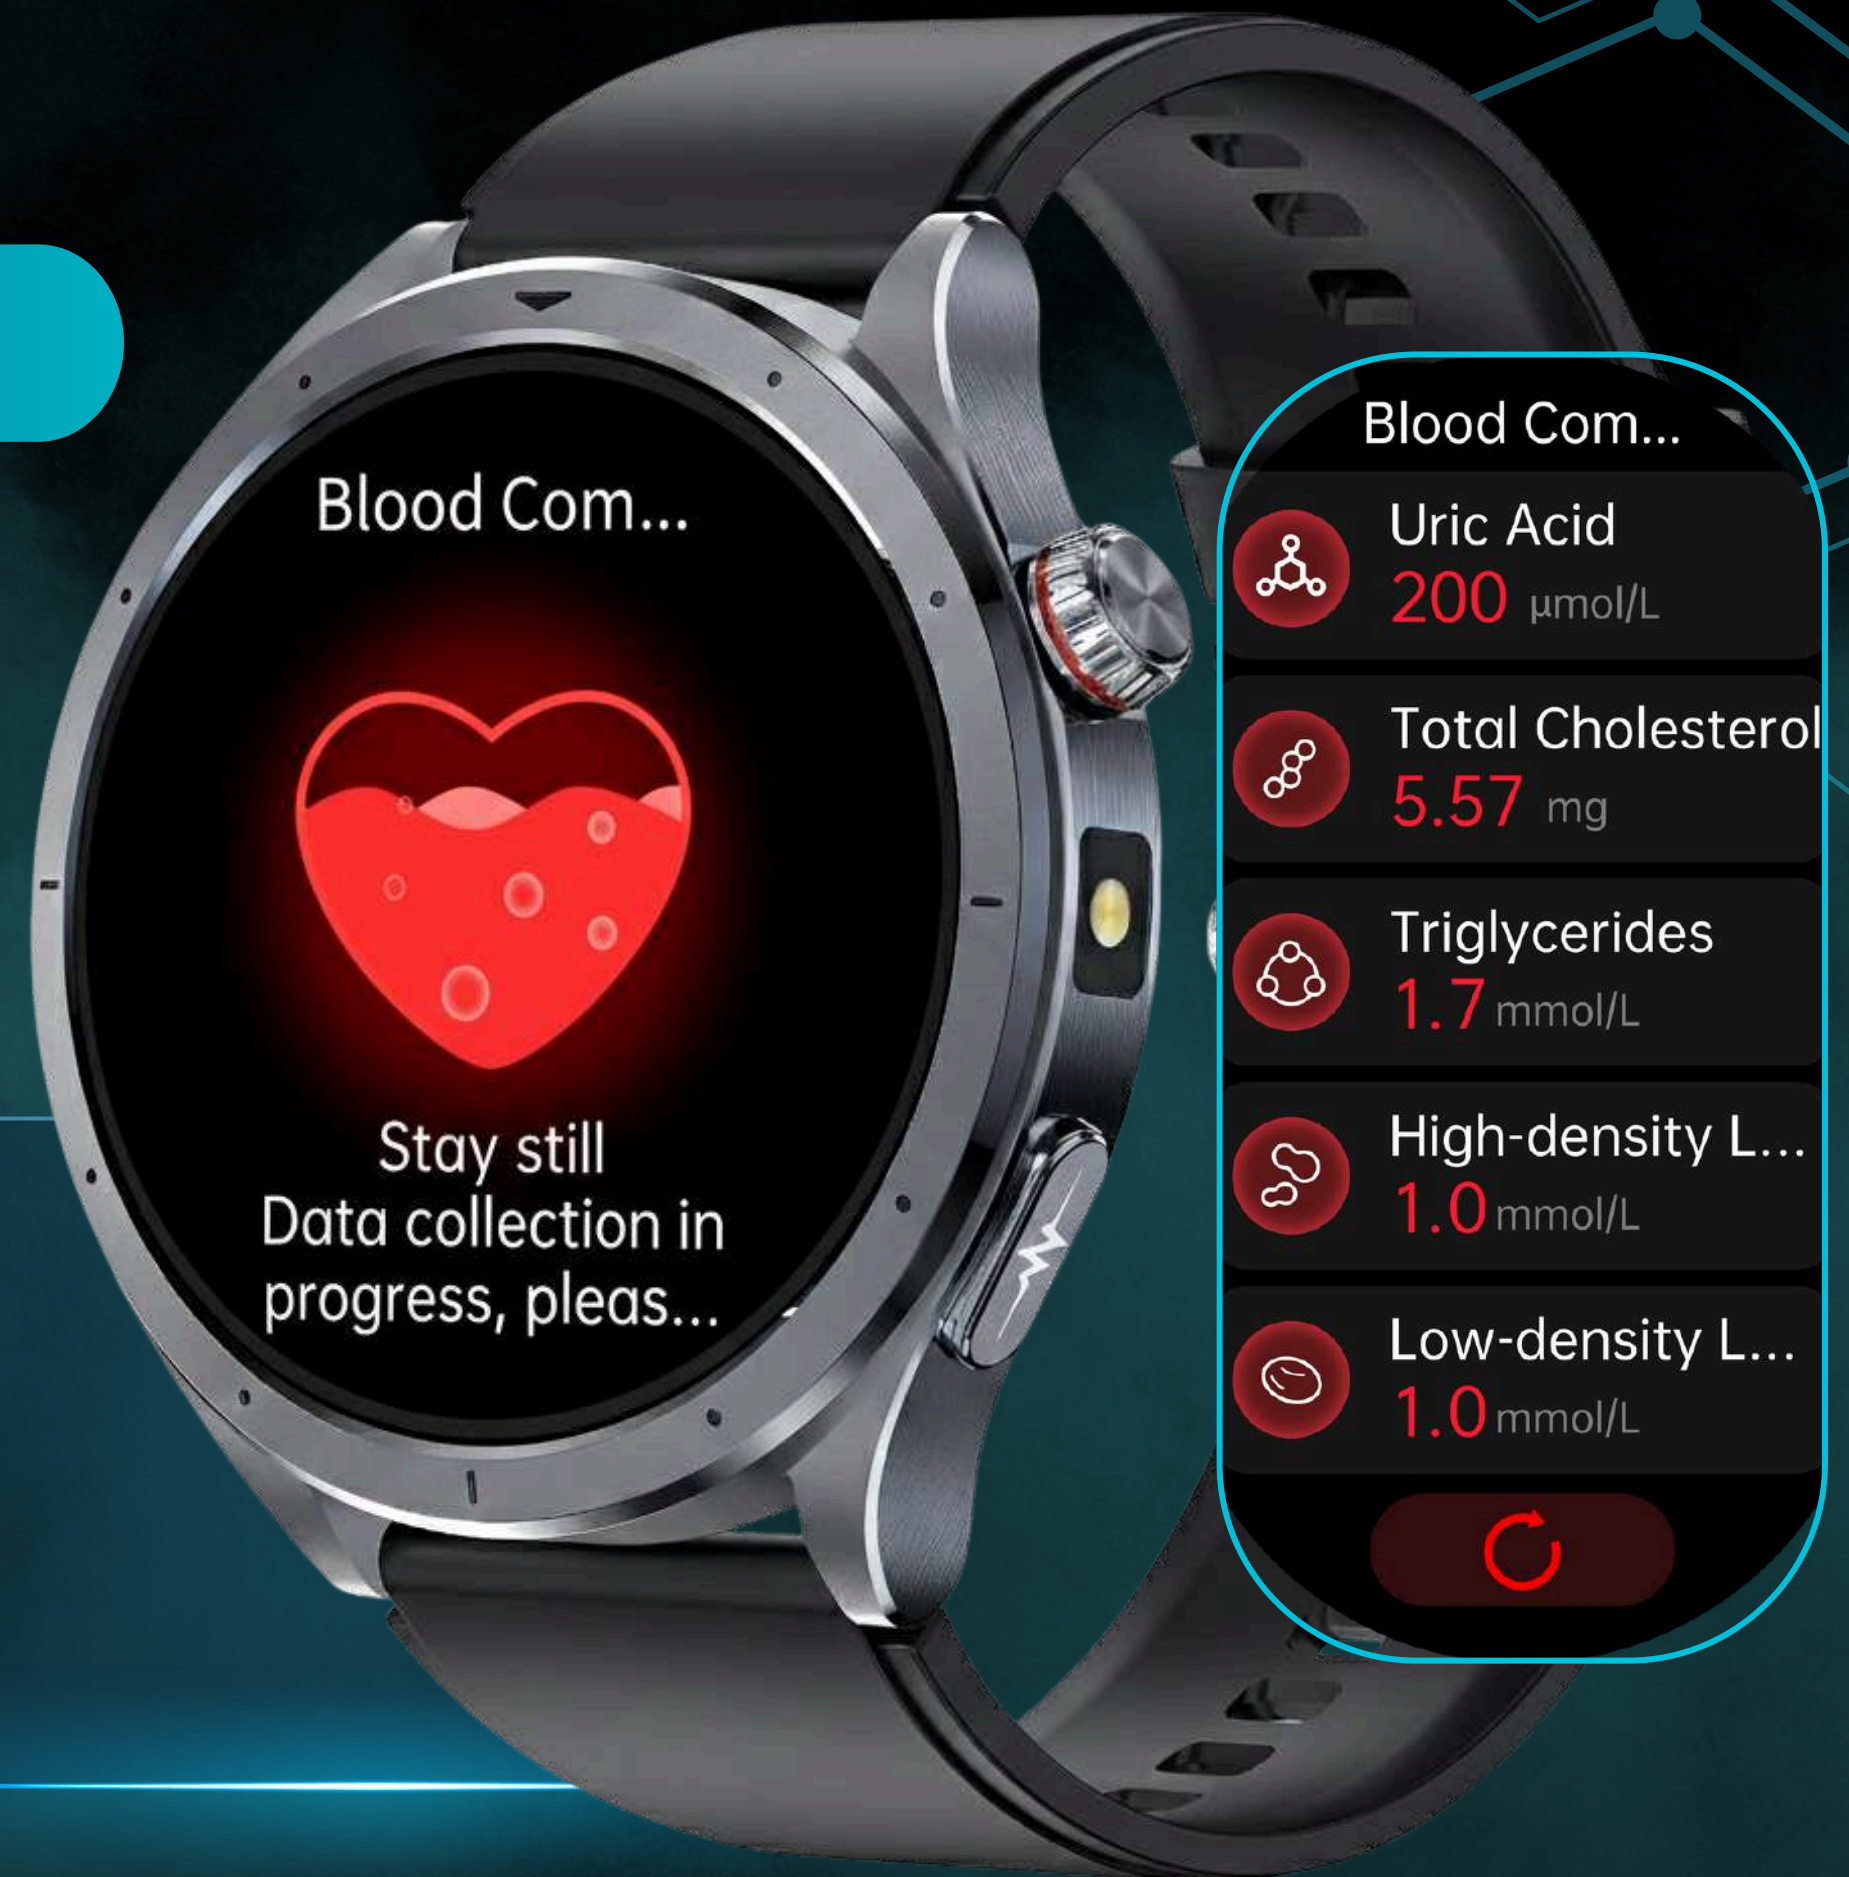 Blood Com...
Stay still
Data collection in
progress, pleas...
Blood Com...
Uric Acid
200 μmol/L
Total Cholesterol
5.57 mg
Triglycerides
1.7 mmol/L
High-density L...
1.0 mmol/L
Low-density L...
1.0 mmol/L